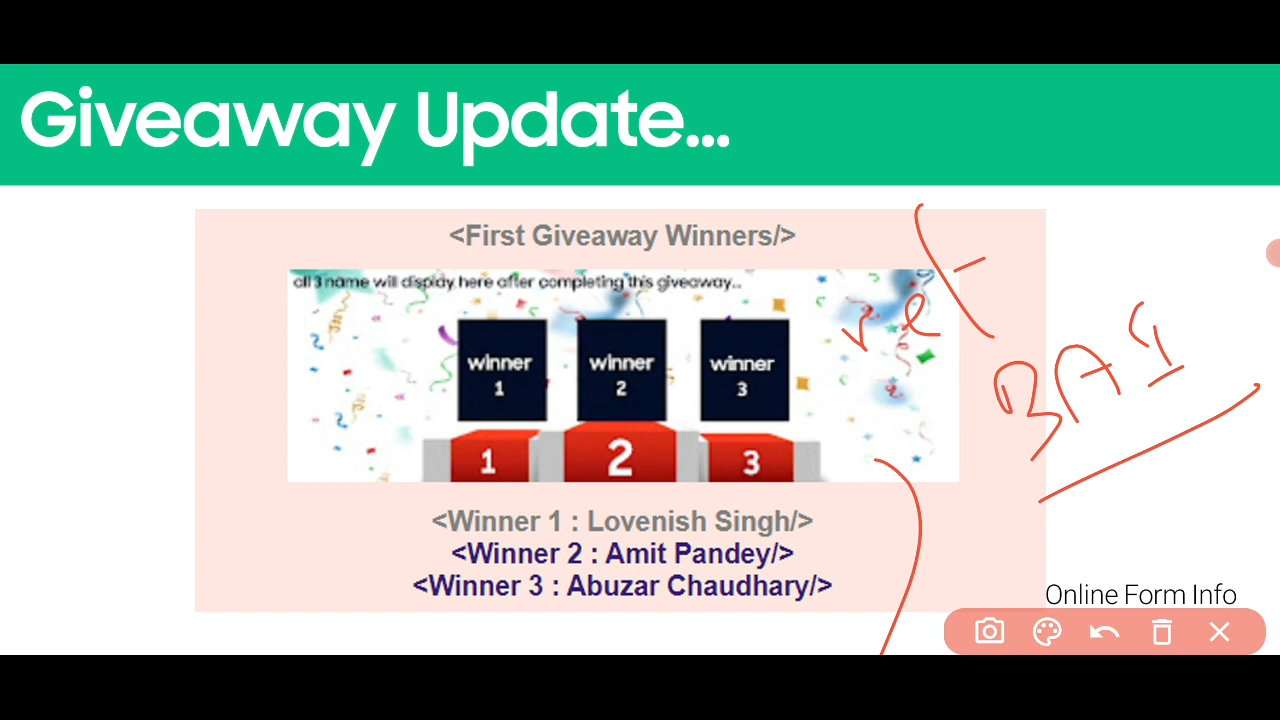 Giveaway Update...
<First Giveaway Winners/>
all 3 name will display here after completing this giveaway..
winner 1
winner 2
winner 3
1
2
3
<Winner 1 : Lovenish Singh/>
<Winner 2 : Amit Pandey/>
<Winner 3 : Abuzar Chaudhary/>
Online Form Info